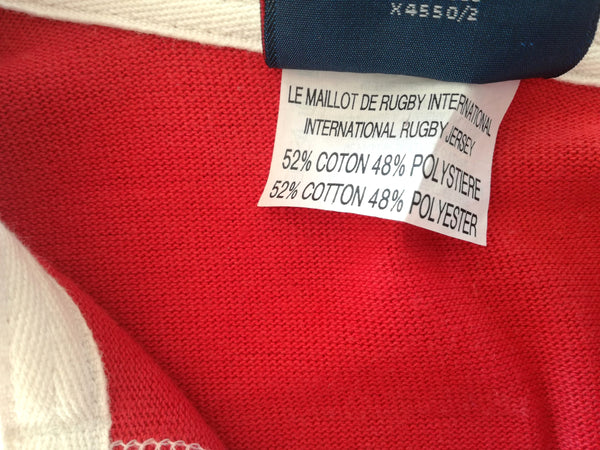 X4550/2
LE MAILLOT DE RUGBY INTERNATIONAL
INTERNATIONAL RUGBY JERSEY
52% COTON 48% POLYSTIERE
52% COTTON 48% POLYESTER